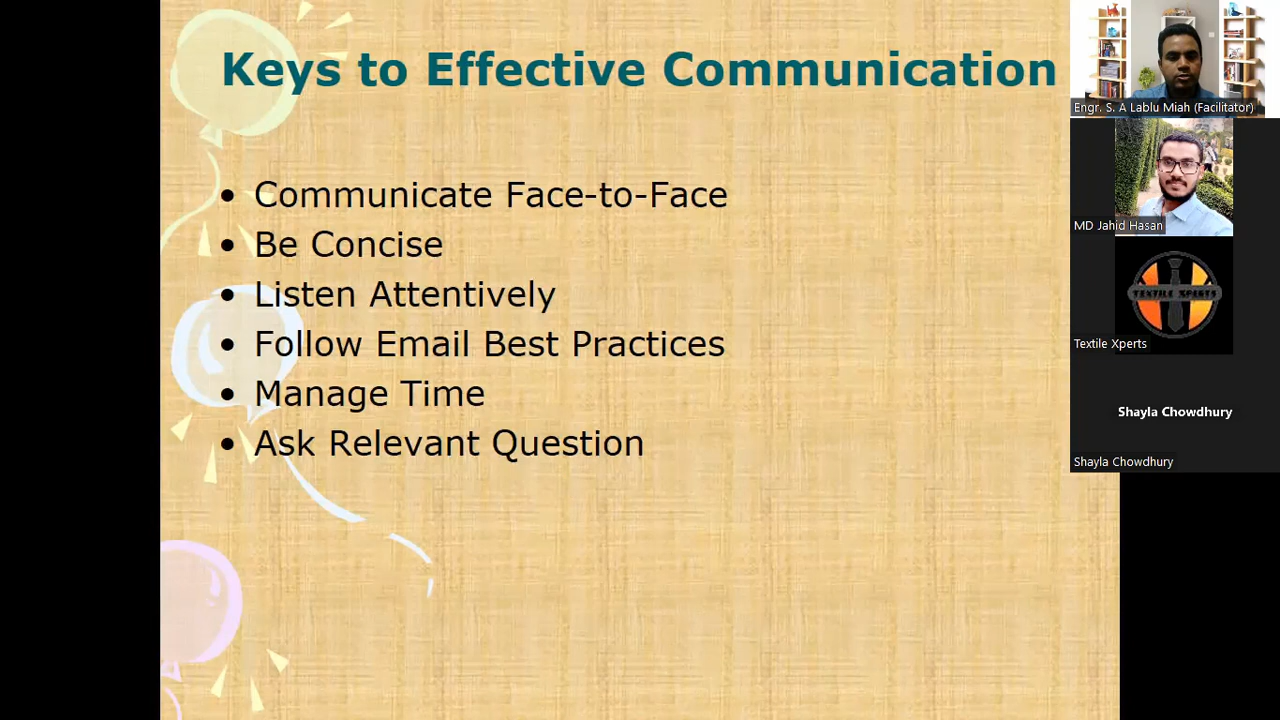 Keys to Effective Communication
• Communicate Face-to-Face
• Be Concise
• Listen Attentively
• Follow Email Best Practices
• Manage Time
• Ask Relevant Question
Engr. S. A Lablu Miah (Facilitator)
MD Jahid Hasan
TEXTILE XPERTS
Textile Xperts
Shayla Chowdhury
Shayla Chowdhury